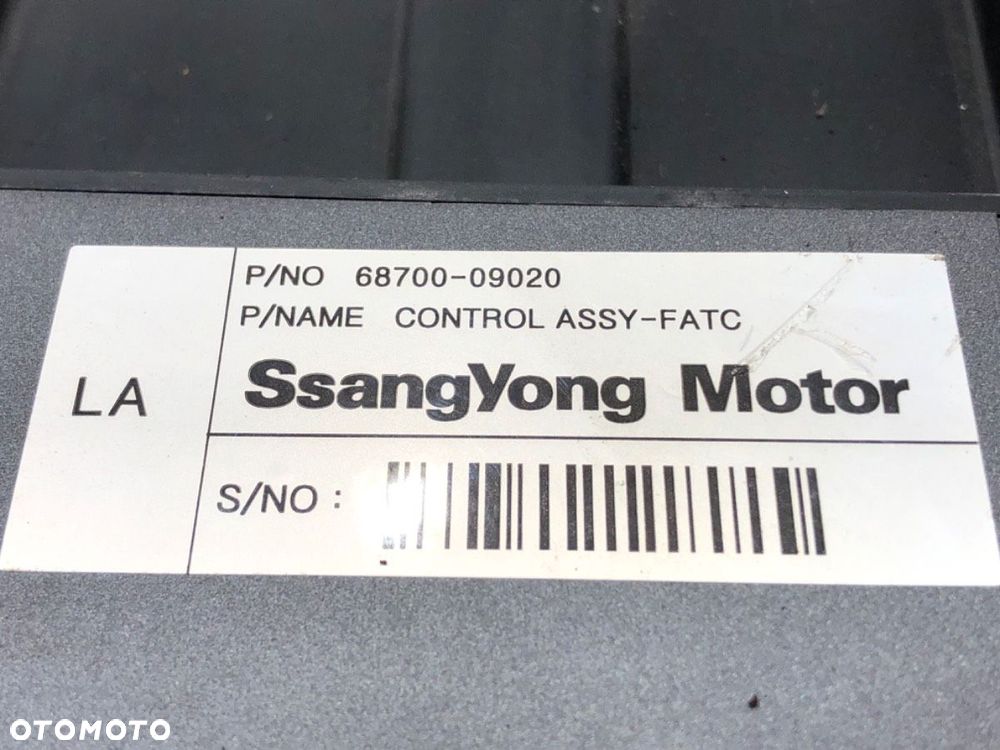 P/NO 68700-09020
P/NAME CONTROL ASSY-FATC
LA
SsangYong Motor
S/NO :
OTOMOTO